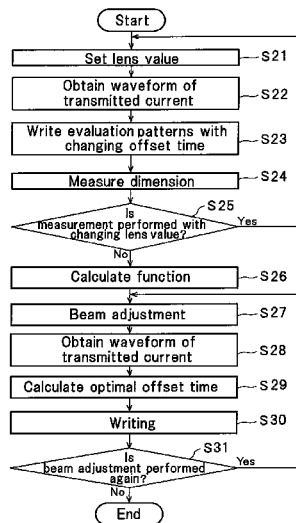 Start
Set lens value
S21
Obtain waveform of
transmitted current
S22
Write evaluation patterns with
changing offset time
S23
Measure dimension
S24
Is
measurement performed with
changing lens value?
S25
Yes
No
Calculate function
S26
Beam adjustment
S27
Obtain waveform of
transmitted current
S28
Calculate optimal offset time
S29
Writing
S30
Is
beam adjustment performed
again?
S31
Yes
No
End